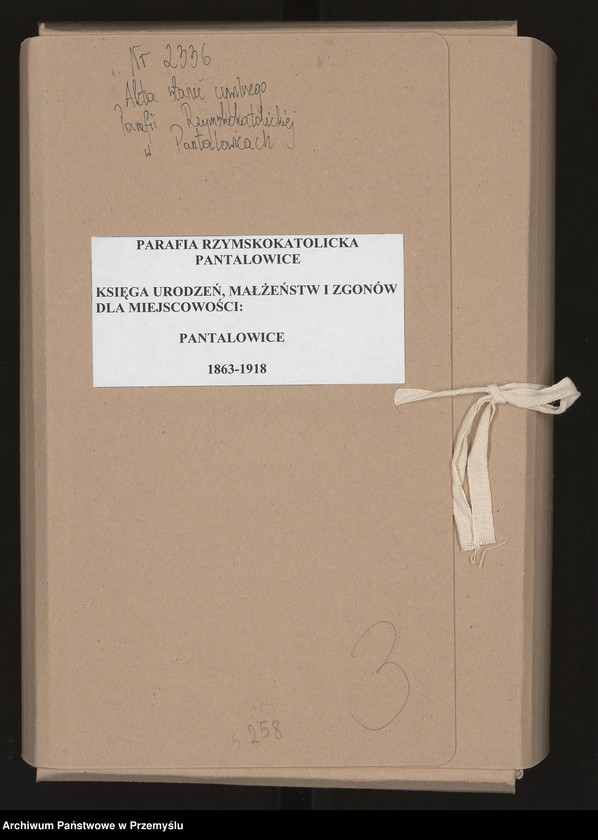 Nr 2336
Akta stanu cywilnego
Parafii Rzymskokatolickiej
w Pantalowicach
PARAFIA RZYMSKOKATOLICKA
PANTALOWICE
KSIĘGA URODZEŃ, MAŁŻEŃSTW I ZGONÓW
DLA MIEJSCOWOŚCI:
PANTALOWICE
1863-1918
3
s. 258
Archiwum Państwowe w Przemyślu